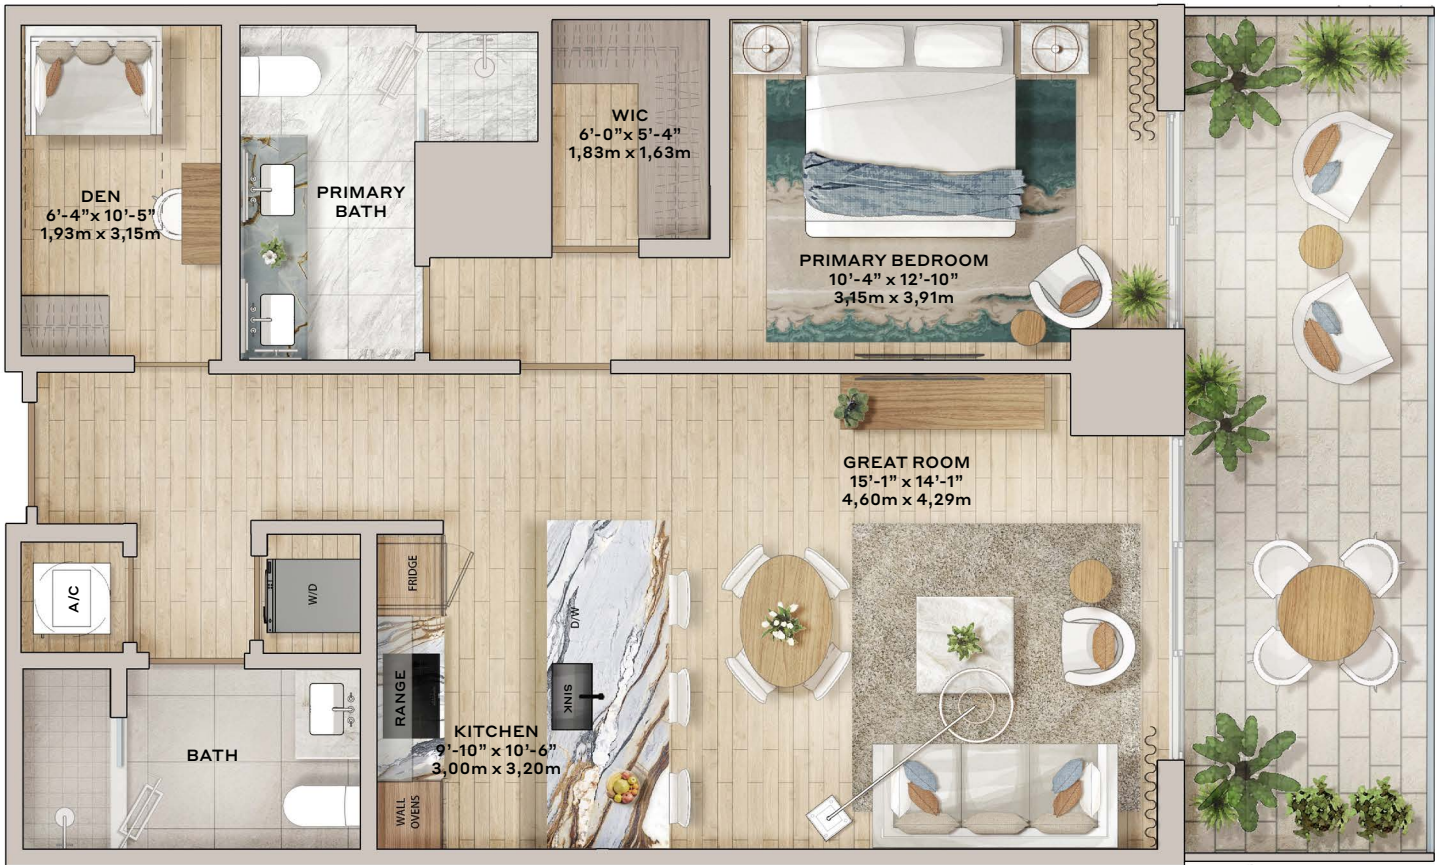 WIC
6'-0”x 5'-4”
1,83m x 1,63m
DEN
6'-4”x 10'-5”
1,93m x 3,15m
PRIMARY
BATH
PRIMARY BEDROOM
10'-4” x 12'-10”
3,15m x 3,91m
GREAT ROOM
15'-1” x 14'-1”
4,60m x 4,29m
A/C
W/D
FRIDGE
D/W
RANGE
SINK
KITCHEN
9'-10” x 10'-6”
3,00m x 3,20m
BATH
WALL
OVENS